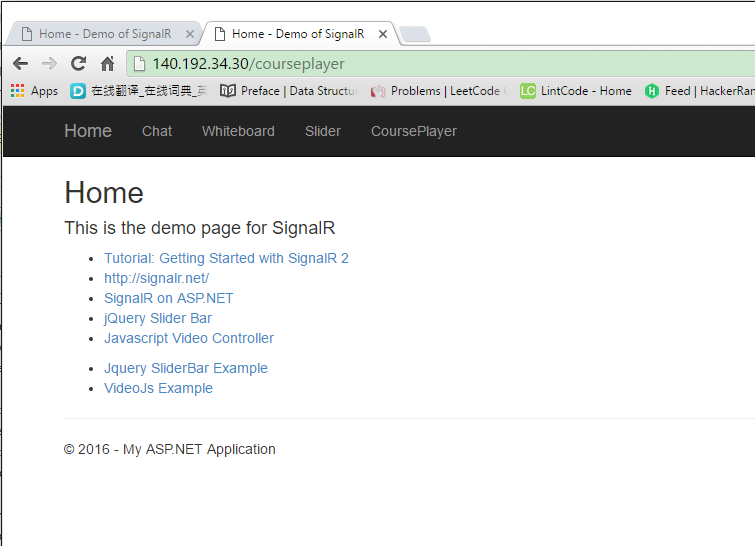 Home - Demo of SignalR
Home - Demo of SignalR
140.192.34.30/courseplayer
Apps 在线翻译_在线词典_英 Preface | Data Structu Problems | LeetCode LintCode - Home Feed | HackerRan
Home Chat Whiteboard Slider CoursePlayer
Home
This is the demo page for SignalR
Tutorial: Getting Started with SignalR 2
http://signalr.net/
SignalR on ASP.NET
jQuery Slider Bar
Javascript Video Controller
Jquery SliderBar Example
VideoJs Example
© 2016 - My ASP.NET Application